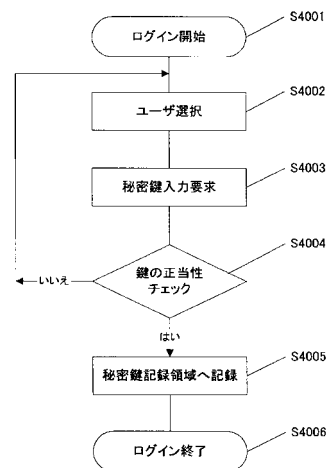 ログイン開始
S4001
ユーザ選択
S4002
秘密鍵入力要求
S4003
鍵の正当性
チェック
S4004
いいえ
はい
秘密鍵記録領域へ記録
S4005
ログイン終了
S4006